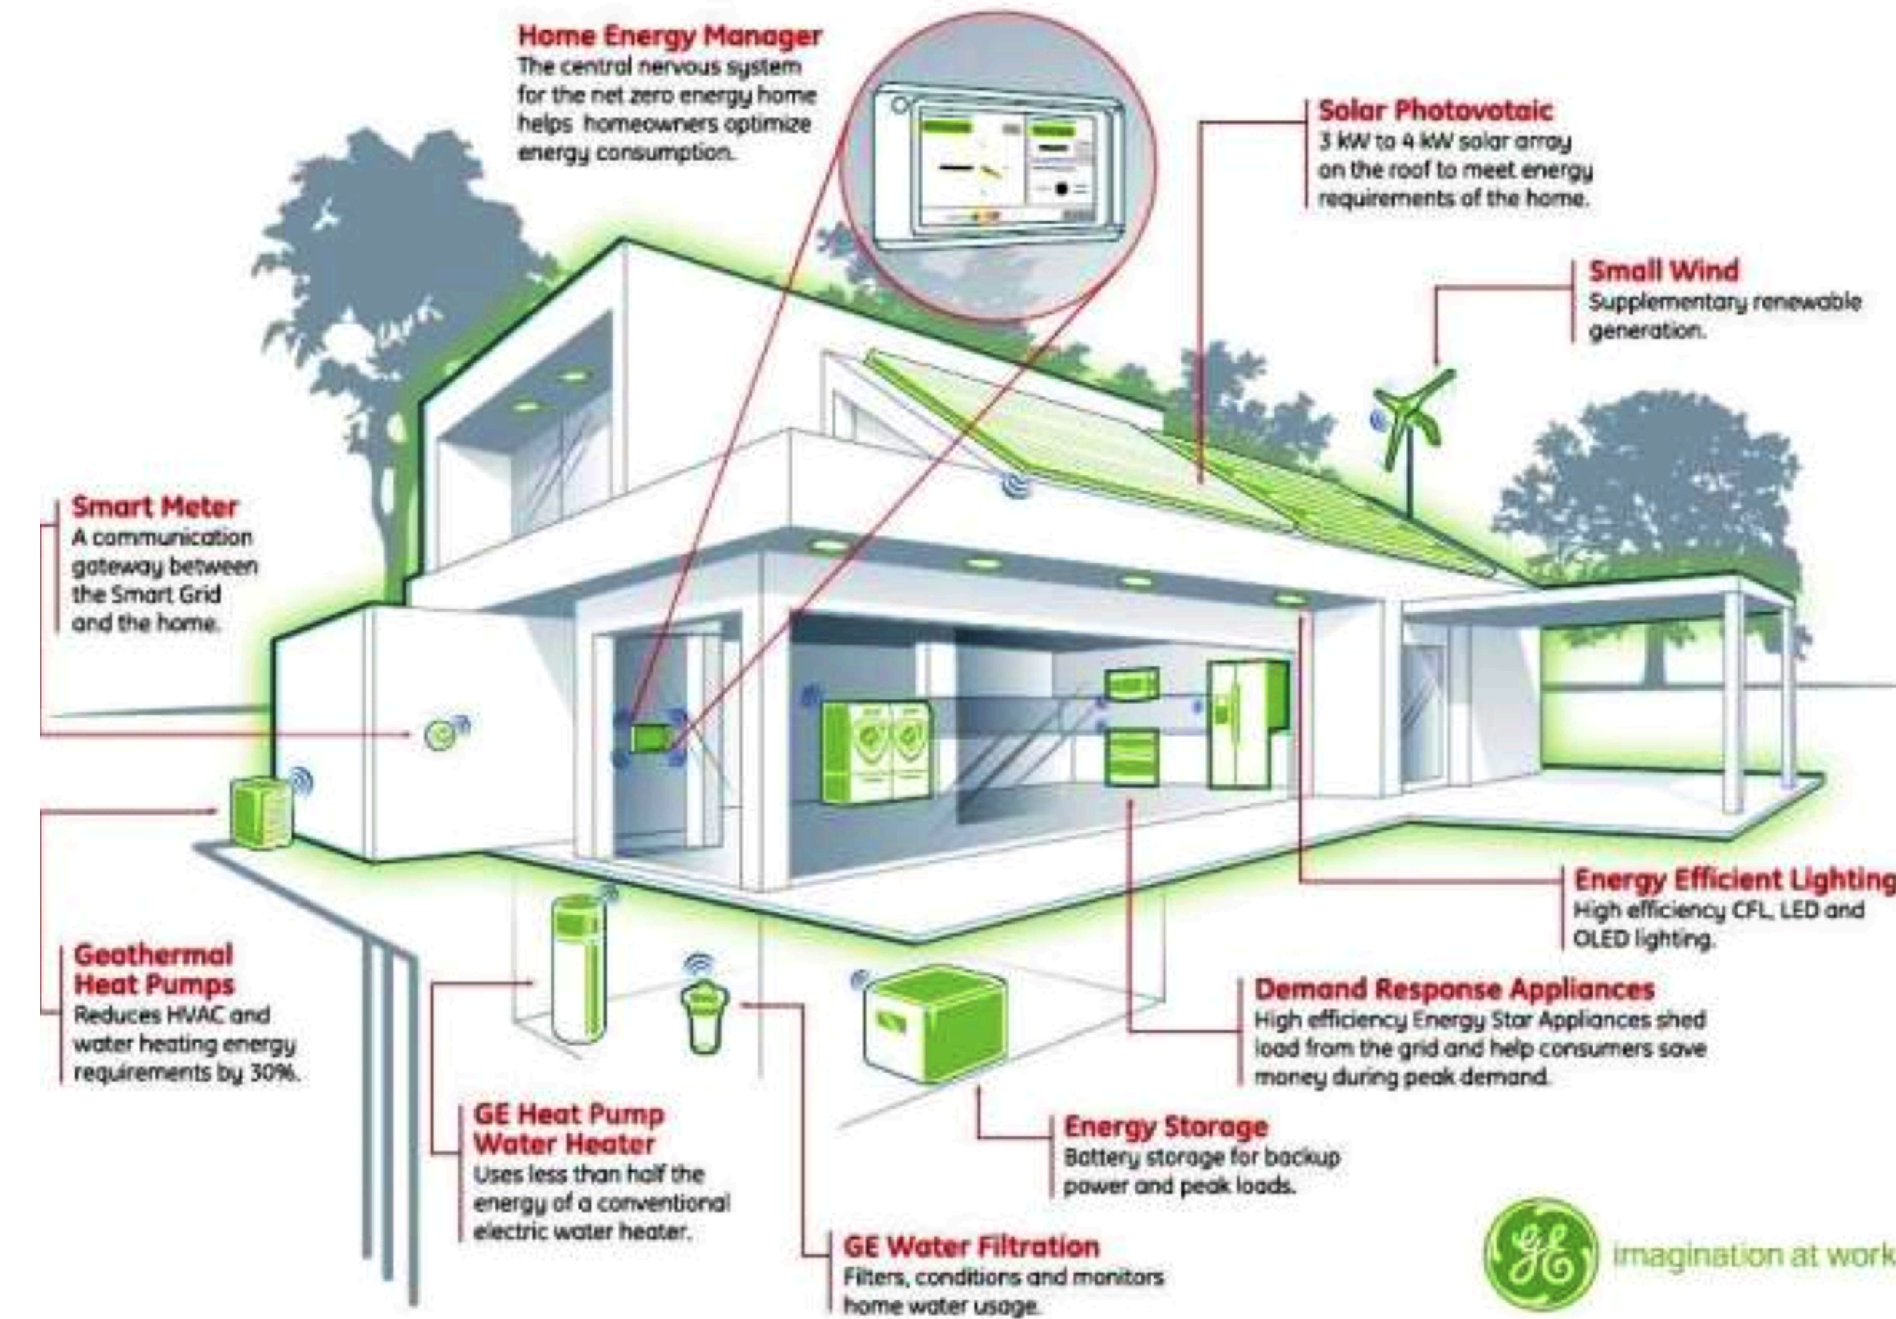 Home Energy Manager
The central nervous system
for the net zero energy home
helps homeowners optimize
energy consumption.
Solar Photovotaic
3 kW to 4 kW solar array
on the roof to meet energy
requirements of the home.
Small Wind
Supplementary renewable
generation.
Smart Meter
A communication
gateway between
the Smart Grid
and the home.
Geothermal
Heat Pumps
Reduces HVAC and
water heating energy
requirements by 30%.
Energy Efficient Lighting
High efficiency CFL, LED and
OLED lighting.
Demand Response Appliances
High efficiency Energy Star Appliances shed
load from the grid and help consumers save
money during peak demand.
GE Heat Pump
Water Heater
Uses less than half the
energy of a conventional
electric water heater.
Energy Storage
Battery storage for backup
power and peak loads.
GE Water Filtration
Filters, conditions and monitors
home water usage.
GE
imagination at work